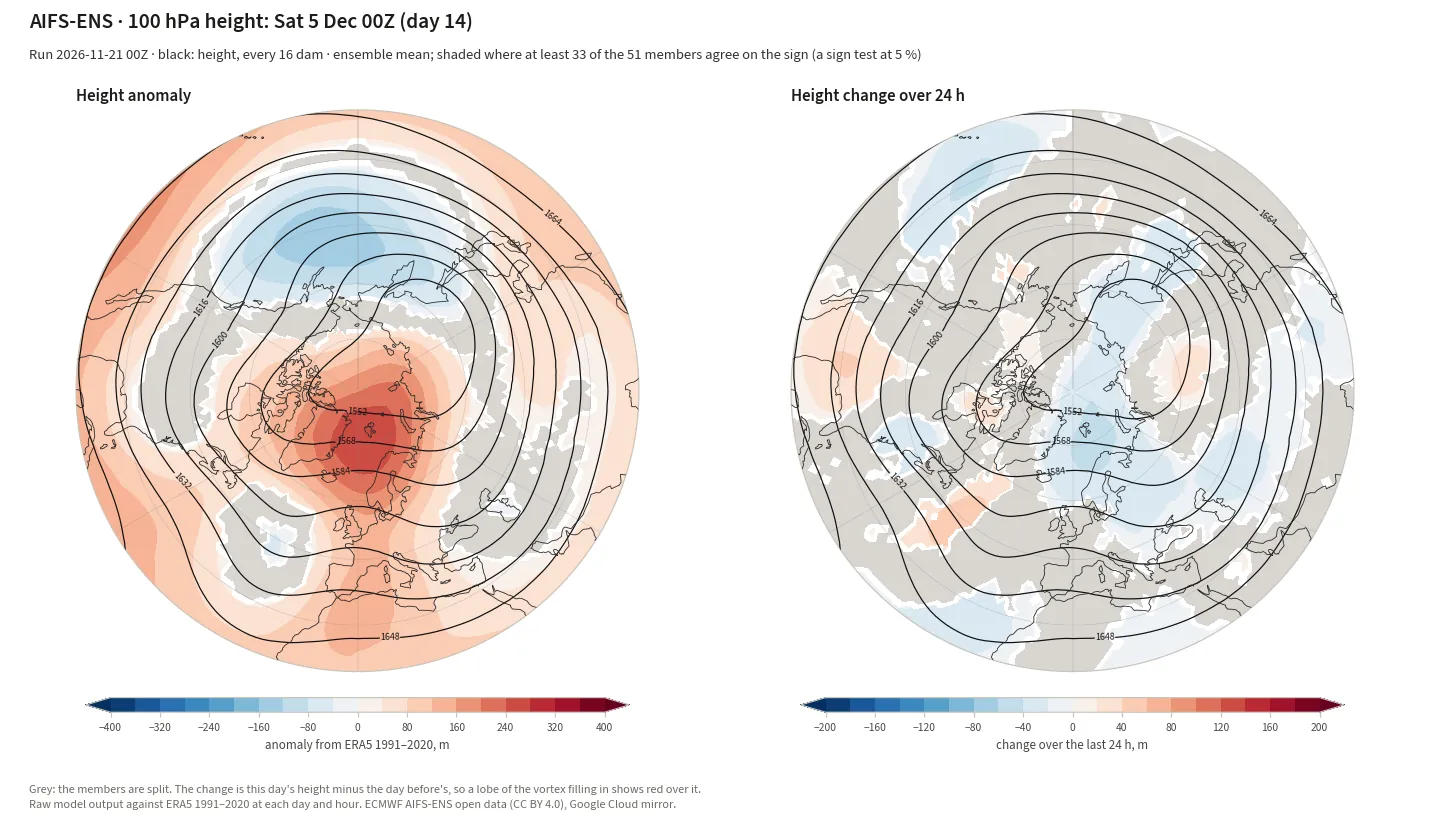 AIFS-ENS · 100 hPa height: Sat 5 Dec 00Z (day 14)
Run 2026-11-21 00Z · black: height, every 16 dam · ensemble mean; shaded where at least 33 of the 51 members agree on the sign (a sign test at 5 %)
Height anomaly
Height change over 24 h
1664
1616
1600
1552
1568
1584
1632
1648
1664
1616
1600
1552
1568
1584
1632
1648
−400 −320 −240 −160 −80 0 80 160 240 320 400
anomaly from ERA5 1991–2020, m
−200 −160 −120 −80 −40 0 40 80 120 160 200
change over the last 24 h, m
Grey: the members are split. The change is this day's height minus the day before's, so a lobe of the vortex filling in shows red over it.
Raw model output against ERA5 1991–2020 at each day and hour. ECMWF AIFS-ENS open data (CC BY 4.0), Google Cloud mirror.